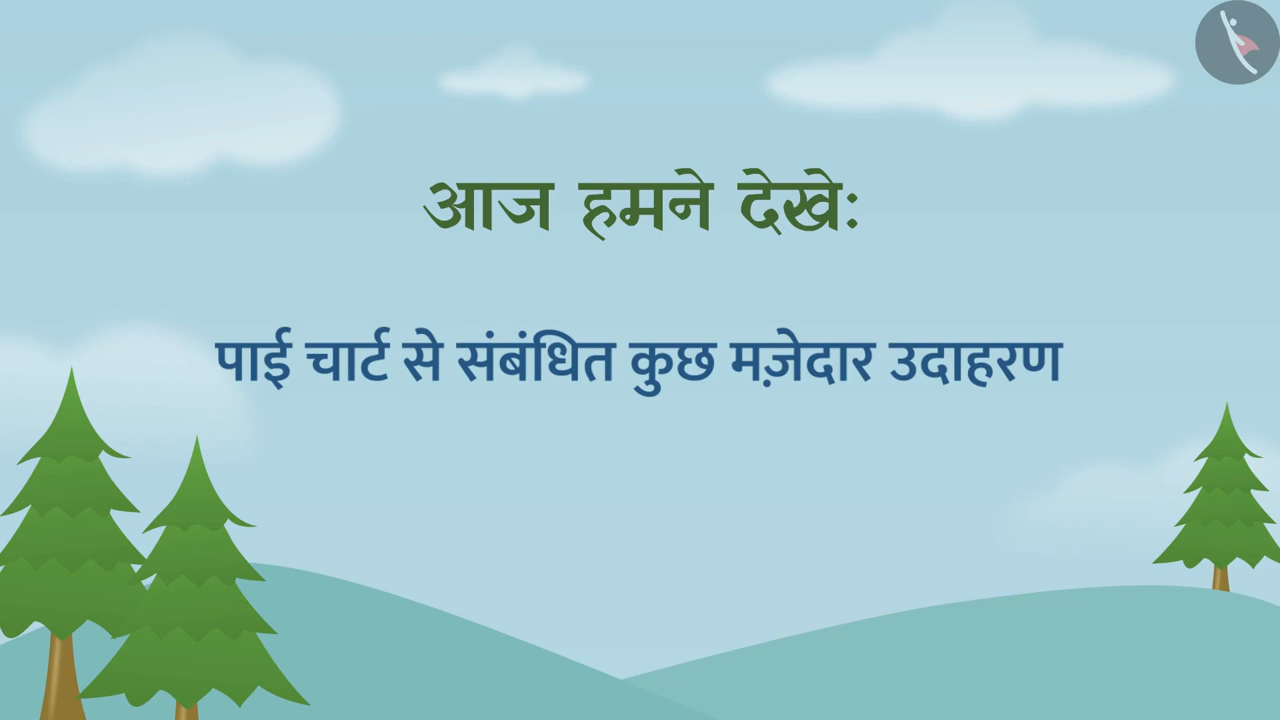 आज हमने देखे:
पाई चार्ट से संबंधित कुछ मज़ेदार उदाहरण